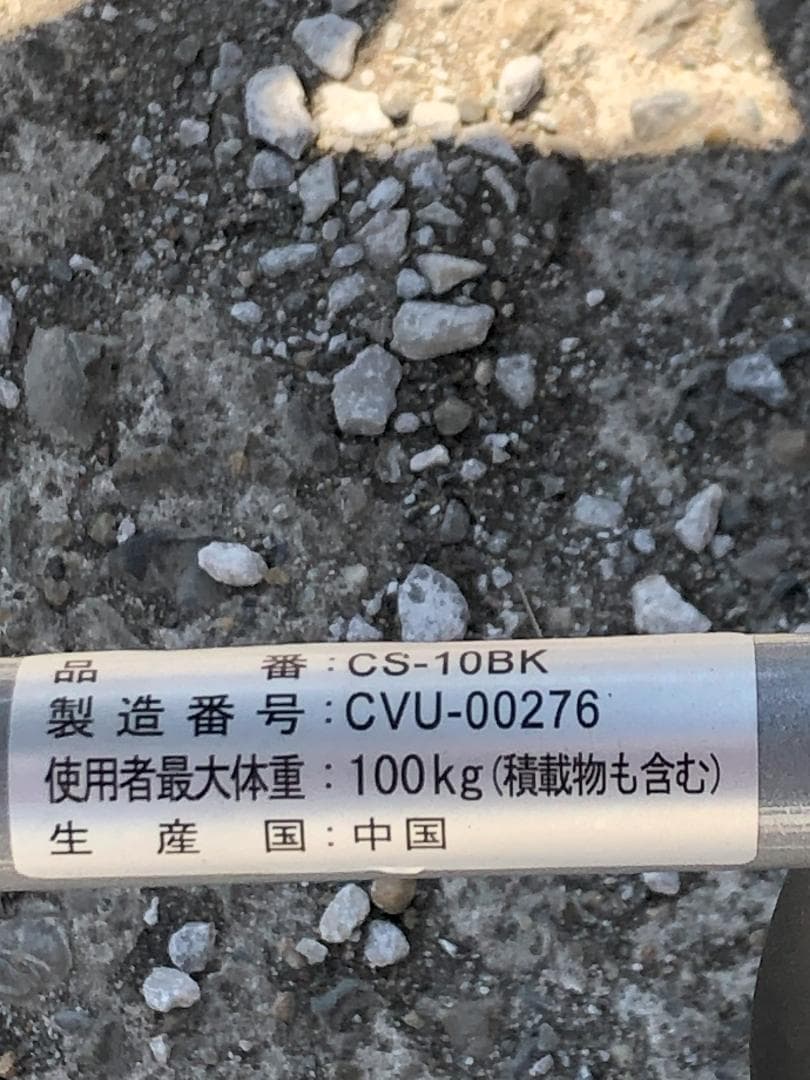 品番:CS-10BK
製造番号:CVU-00276
使用者最大体重:100kg(積載物も含む)
生産国:中国